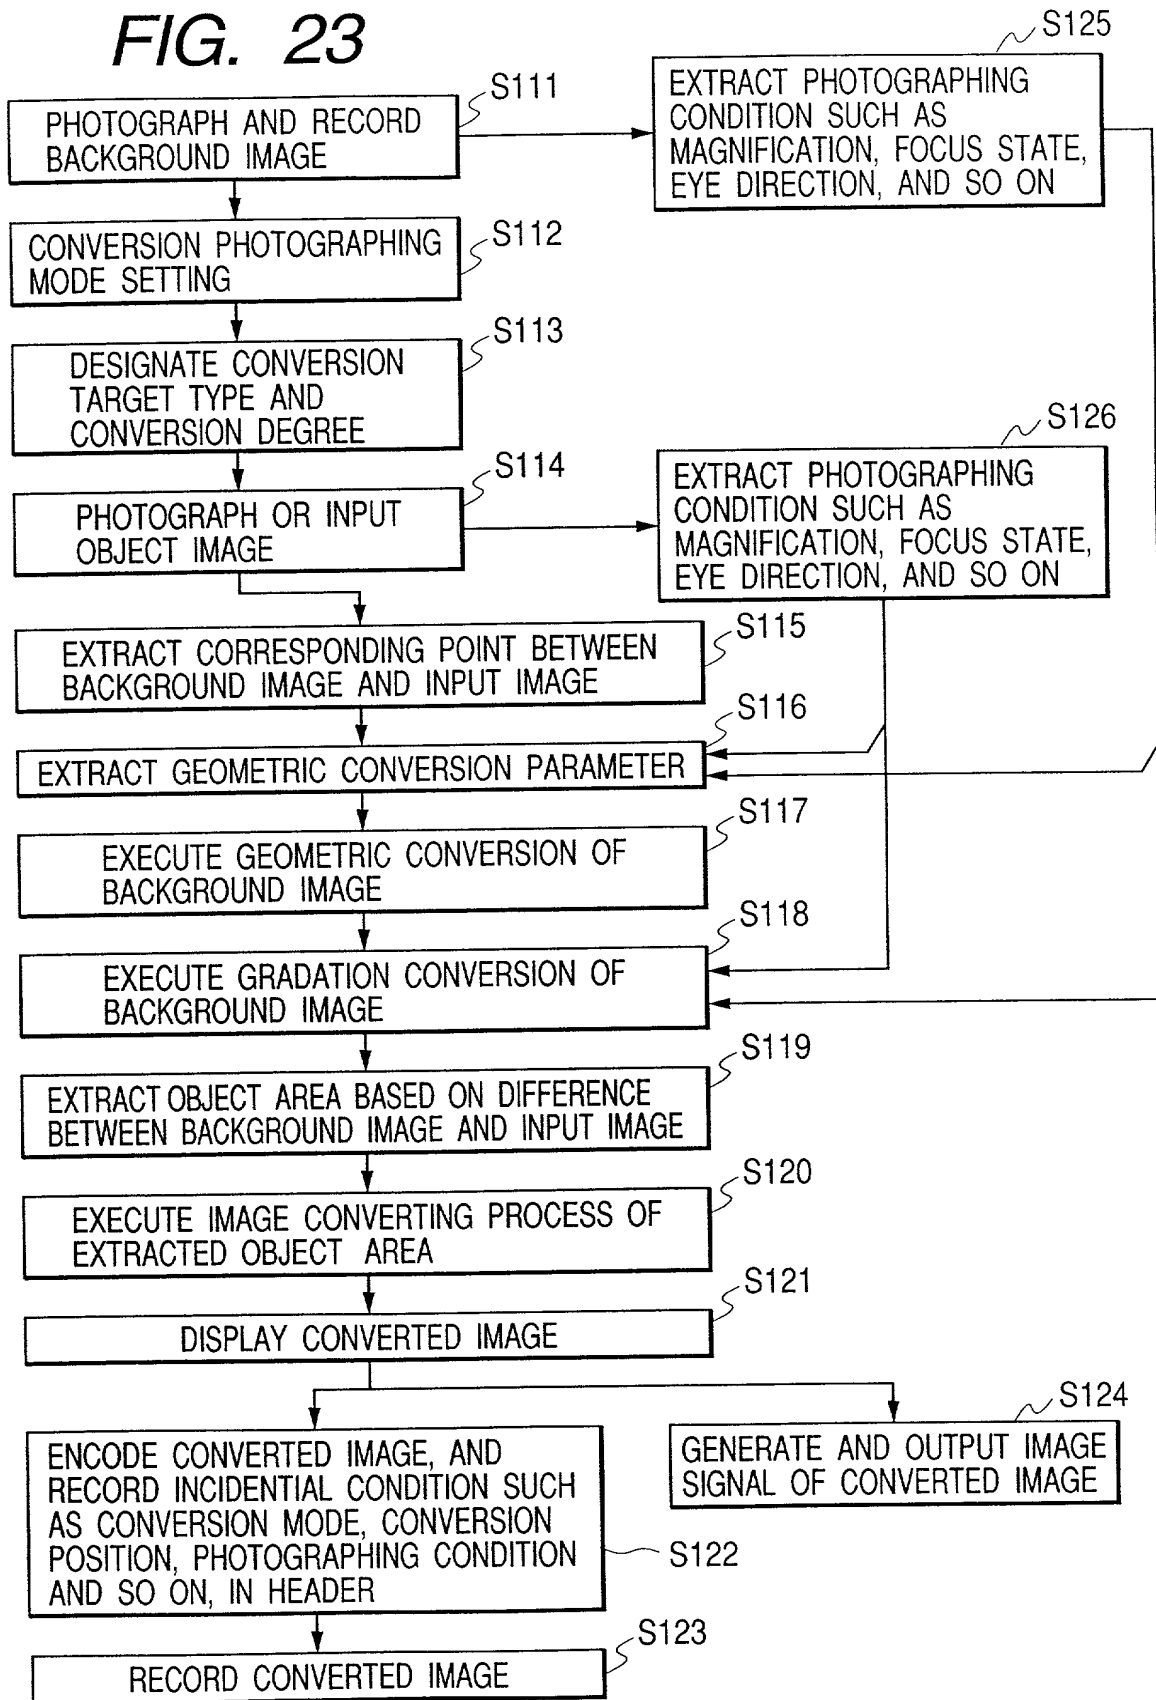 FIG. 23
S111
PHOTOGRAPH AND RECORD
BACKGROUND IMAGE
S125
EXTRACT PHOTOGRAPHING
CONDITION SUCH AS
MAGNIFICATION, FOCUS STATE,
EYE DIRECTION, AND SO ON
S112
CONVERSION PHOTOGRAPHING
MODE SETTING
S113
DESIGNATE CONVERSION
TARGET TYPE AND
CONVERSION DEGREE
S114
PHOTOGRAPH OR INPUT
OBJECT IMAGE
S126
EXTRACT PHOTOGRAPHING
CONDITION SUCH AS
MAGNIFICATION, FOCUS STATE,
EYE DIRECTION, AND SO ON
S115
EXTRACT CORRESPONDING POINT BETWEEN
BACKGROUND IMAGE AND INPUT IMAGE
S116
EXTRACT GEOMETRIC CONVERSION PARAMETER
S117
EXECUTE GEOMETRIC CONVERSION OF
BACKGROUND IMAGE
S118
EXECUTE GRADATION CONVERSION OF
BACKGROUND IMAGE
S119
EXTRACT OBJECT AREA BASED ON DIFFERENCE
BETWEEN BACKGROUND IMAGE AND INPUT IMAGE
S120
EXECUTE IMAGE CONVERTING PROCESS OF
EXTRACTED OBJECT AREA
S121
DISPLAY CONVERTED IMAGE
S124
GENERATE AND OUTPUT IMAGE
SIGNAL OF CONVERTED IMAGE
ENCODE CONVERTED IMAGE, AND
RECORD INCIDENTIAL CONDITION SUCH
AS CONVERSION MODE, CONVERSION
POSITION, PHOTOGRAPHING CONDITION
AND SO ON, IN HEADER
S122
S123
RECORD CONVERTED IMAGE